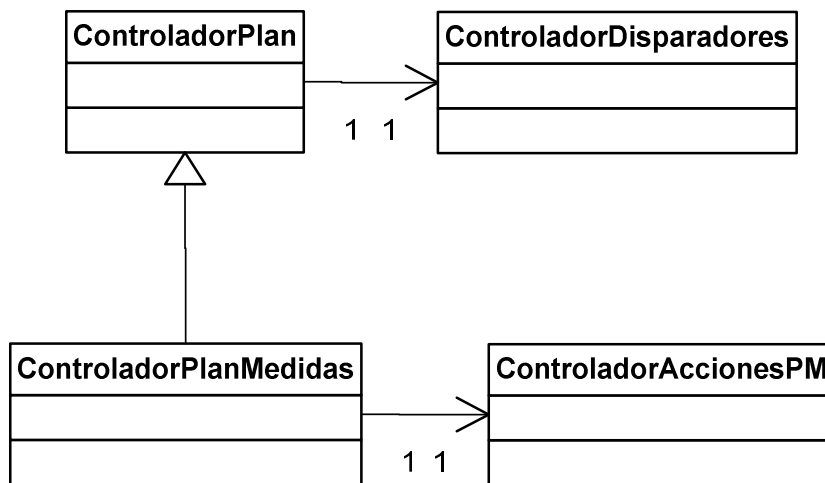 ControladorPlan
ControladorDisparadores
1 1
ControladorPlanMedidas
ControladorAccionesPM
1 1